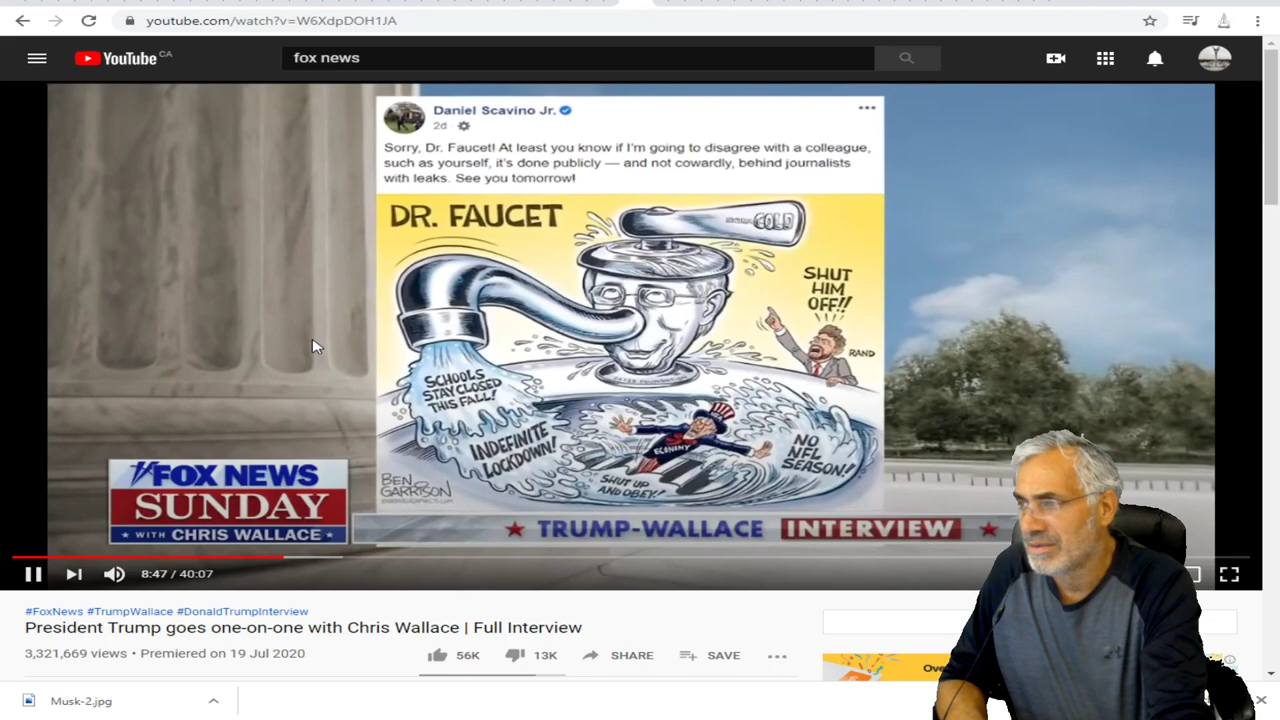 youtube.com/watch?v=W6XdpDOH1JA
YouTube CA
fox news
Daniel Scavino Jr.
2d
Sorry, Dr. Faucet! At least you know if I'm going to disagree with a colleague,
such as yourself, it's done publicly — and not cowardly, behind journalists
with leaks. See you tomorrow!
DR. FAUCET
COLD
SHUT
HIM
OFF!!
RAND
SCHOOLS
STAY CLOSED
THIS FALL!
INDEFINITE
LOCKDOWN!
ECONOMY
NO
NFL
SEASON!
SHUT UP
AND OBEY!
BEN
GARRISON
FOX NEWS
SUNDAY
WITH CHRIS WALLACE
TRUMP-WALLACE INTERVIEW
8:47 / 40:07
#FoxNews #TrumpWallace #DonaldTrumpInterview
President Trump goes one-on-one with Chris Wallace | Full Interview
3,321,669 views • Premiered on 19 Jul 2020
56K
13K
SHARE
SAVE
Ove
Musk-2.jpg